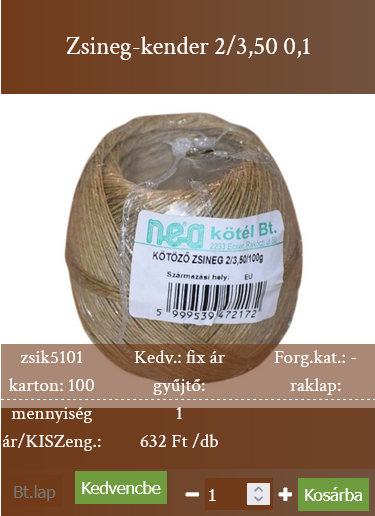 Zsineg-kender 2/3,50 0,1
nea kötél Bt.
KÖTÖZŐ ZSINEG 2/3,50/100g
Származási hely: EU
5 999539 472172
zsik5101 Kedv.: fix ár Forg.kat.: -
karton: 100 gyűjtő: raklap:
mennyiség 1
ár/KISZeng.: 632 Ft /db
Bt.lap Kedvencbe − 1 + Kosárba